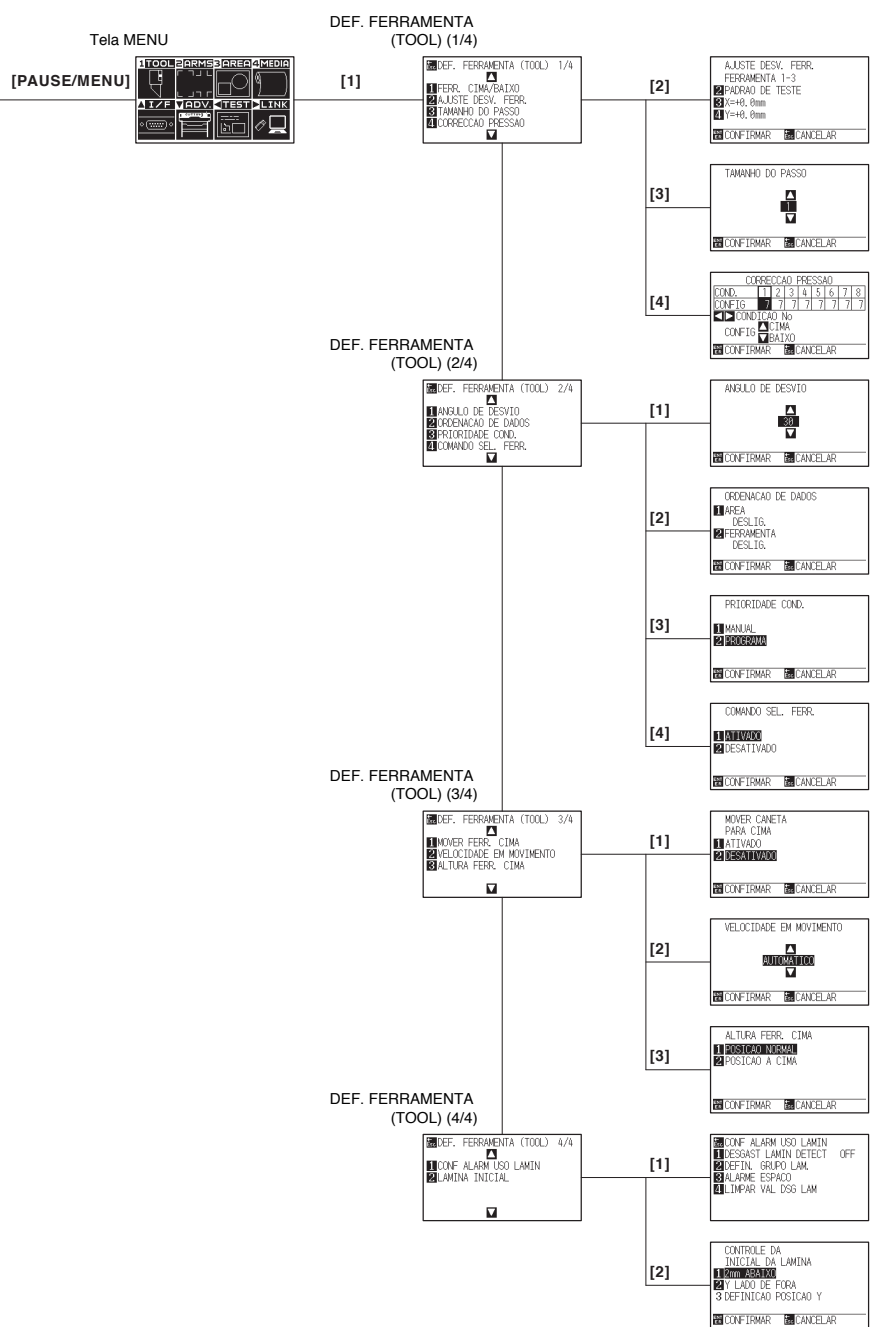 DEF. FERRAMENTA
(TOOL) (1/4)
Tela MENU
1TOOL 2ARMS 3AREA 4MEDIA
▲I/F ▼ADV. ◀TEST ▶LINK
[PAUSE/MENU]
[1]
DEF. FERRAMENTA (TOOL) 1/4
▲
1 FERR. CIMA/BAIXO
2 AJUSTE DESV. FERR.
3 TAMANHO DO PASSO
4 CORRECCAO PRESSAO
▼
[2]
AJUSTE DESV. FERR.
FERRAMENTA 1-3
2 PADRAO DE TESTE
3 X=+0.0mm
4 Y=+0.0mm
CONFIRMAR CANCELAR
[3]
TAMANHO DO PASSO
▲
1
▼
CONFIRMAR CANCELAR
[4]
CORRECCAO PRESSAO
COND. 1 2 3 4 5 6 7 8
CONFIG 7 7 7 7 7 7 7 7
◀▶CONDICAO No
CONFIG ▲CIMA
▼BAIXO
CONFIRMAR CANCELAR
DEF. FERRAMENTA
(TOOL) (2/4)
DEF. FERRAMENTA (TOOL) 2/4
▲
1 ANGULO DE DESVIO
2 ORDENACAO DE DADOS
3 PRIORIDADE COND.
4 COMANDO SEL. FERR.
▼
[1]
ANGULO DE DESVIO
▲
30
▼
CONFIRMAR CANCELAR
[2]
ORDENACAO DE DADOS
1 AREA
DESLIG.
2 FERRAMENTA
DESLIG.
CONFIRMAR CANCELAR
[3]
PRIORIDADE COND.
1 MANUAL
2 PROGRAMA
CONFIRMAR CANCELAR
[4]
COMANDO SEL. FERR.
1 ATIVADO
2 DESATIVADO
CONFIRMAR CANCELAR
DEF. FERRAMENTA
(TOOL) (3/4)
DEF. FERRAMENTA (TOOL) 3/4
▲
1 MOVER FERR. CIMA
2 VELOCIDADE EM MOVIMENTO
3 ALTURA FERR. CIMA
▼
[1]
MOVER CANETA
PARA CIMA
1 ATIVADO
2 DESATIVADO
CONFIRMAR CANCELAR
[2]
VELOCIDADE EM MOVIMENTO
▲
AUTOMATICO
▼
CONFIRMAR CANCELAR
[3]
ALTURA FERR. CIMA
1 POSICAO NORMAL
2 POSICAO A CIMA
CONFIRMAR CANCELAR
DEF. FERRAMENTA
(TOOL) (4/4)
DEF. FERRAMENTA (TOOL) 4/4
▲
1 CONF ALARM USO LAMIN
2 LAMINA INICIAL
▼
[1]
CONF ALARM USO LAMIN
1 DESGAST LAMIN DETECT OFF
2 DEFIN. GRUPO LAM.
3 ALARME ESPACO
4 LIMPAR VAL DSG LAM
[2]
CONTROLE DA
INICIAL DA LAMINA
1 2mm ABAIXO
2 Y LADO DE FORA
3 DEFINICAO POSICAO Y
CONFIRMAR CANCELAR